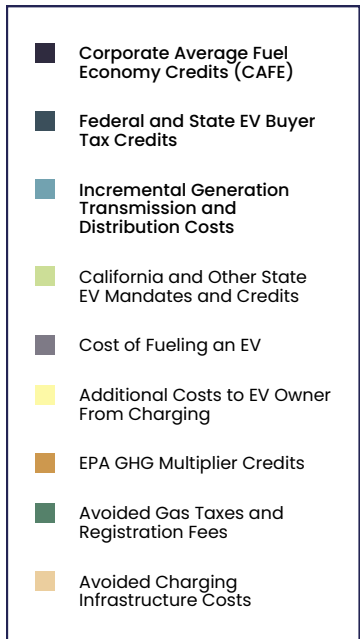 Corporate Average Fuel
Economy Credits (CAFE)
Federal and State EV Buyer
Tax Credits
Incremental Generation
Transmission and
Distribution Costs
California and Other State
EV Mandates and Credits
Cost of Fueling an EV
Additional Costs to EV Owner
From Charging
EPA GHG Multiplier Credits
Avoided Gas Taxes and
Registration Fees
Avoided Charging
Infrastructure Costs